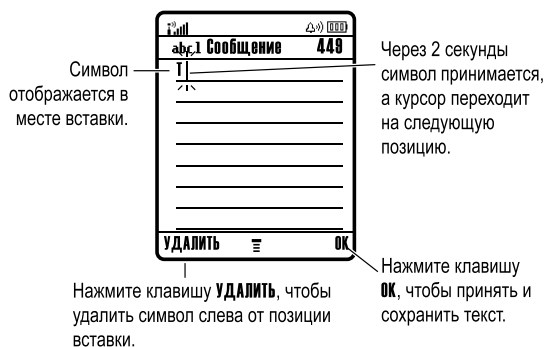 abc1 Сообщение 449
T
Символ
отображается в
месте вставки.
Через 2 секунды
символ принимается,
а курсор переходит
на следующую
позицию.
УДАЛИТЬ OK
Нажмите клавишу УДАЛИТЬ, чтобы
удалить символ слева от позиции
вставки.
Нажмите клавишу
OK, чтобы принять и
сохранить текст.